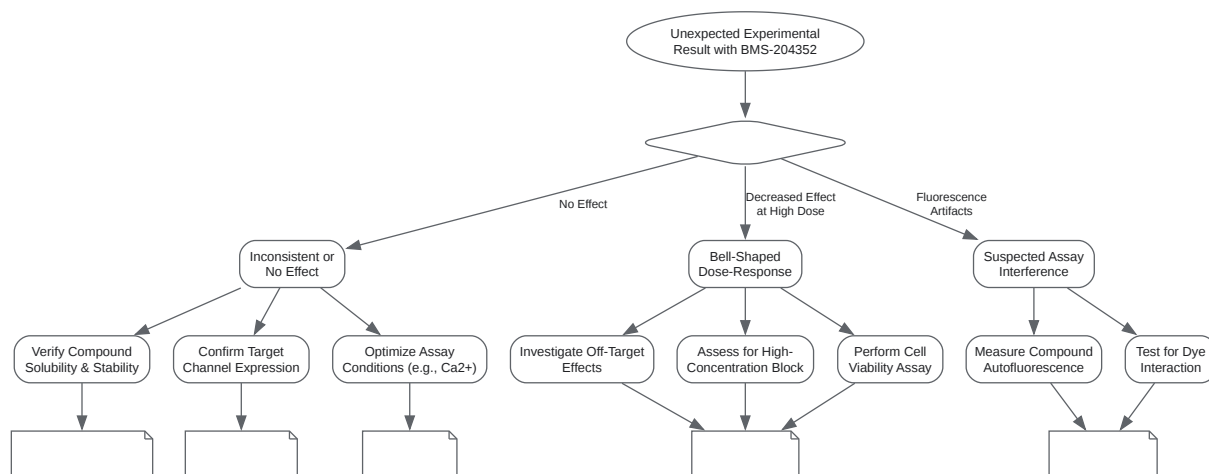 Unexpected Experimental
Result with BMS-204352
No Effect
Decreased Effect
at High Dose
Fluorescence
Artifacts
Inconsistent or
No Effect
Bell-Shaped
Dose-Response
Suspected Assay
Interference
Verify Compound
Solubility & Stability
Confirm Target
Channel Expression
Optimize Assay
Conditions (e.g., Ca2+)
Investigate Off-Target
Effects
Assess for High-
Concentration Block
Perform Cell
Viability Assay
Measure Compound
Autofluorescence
Test for Dye
Interaction